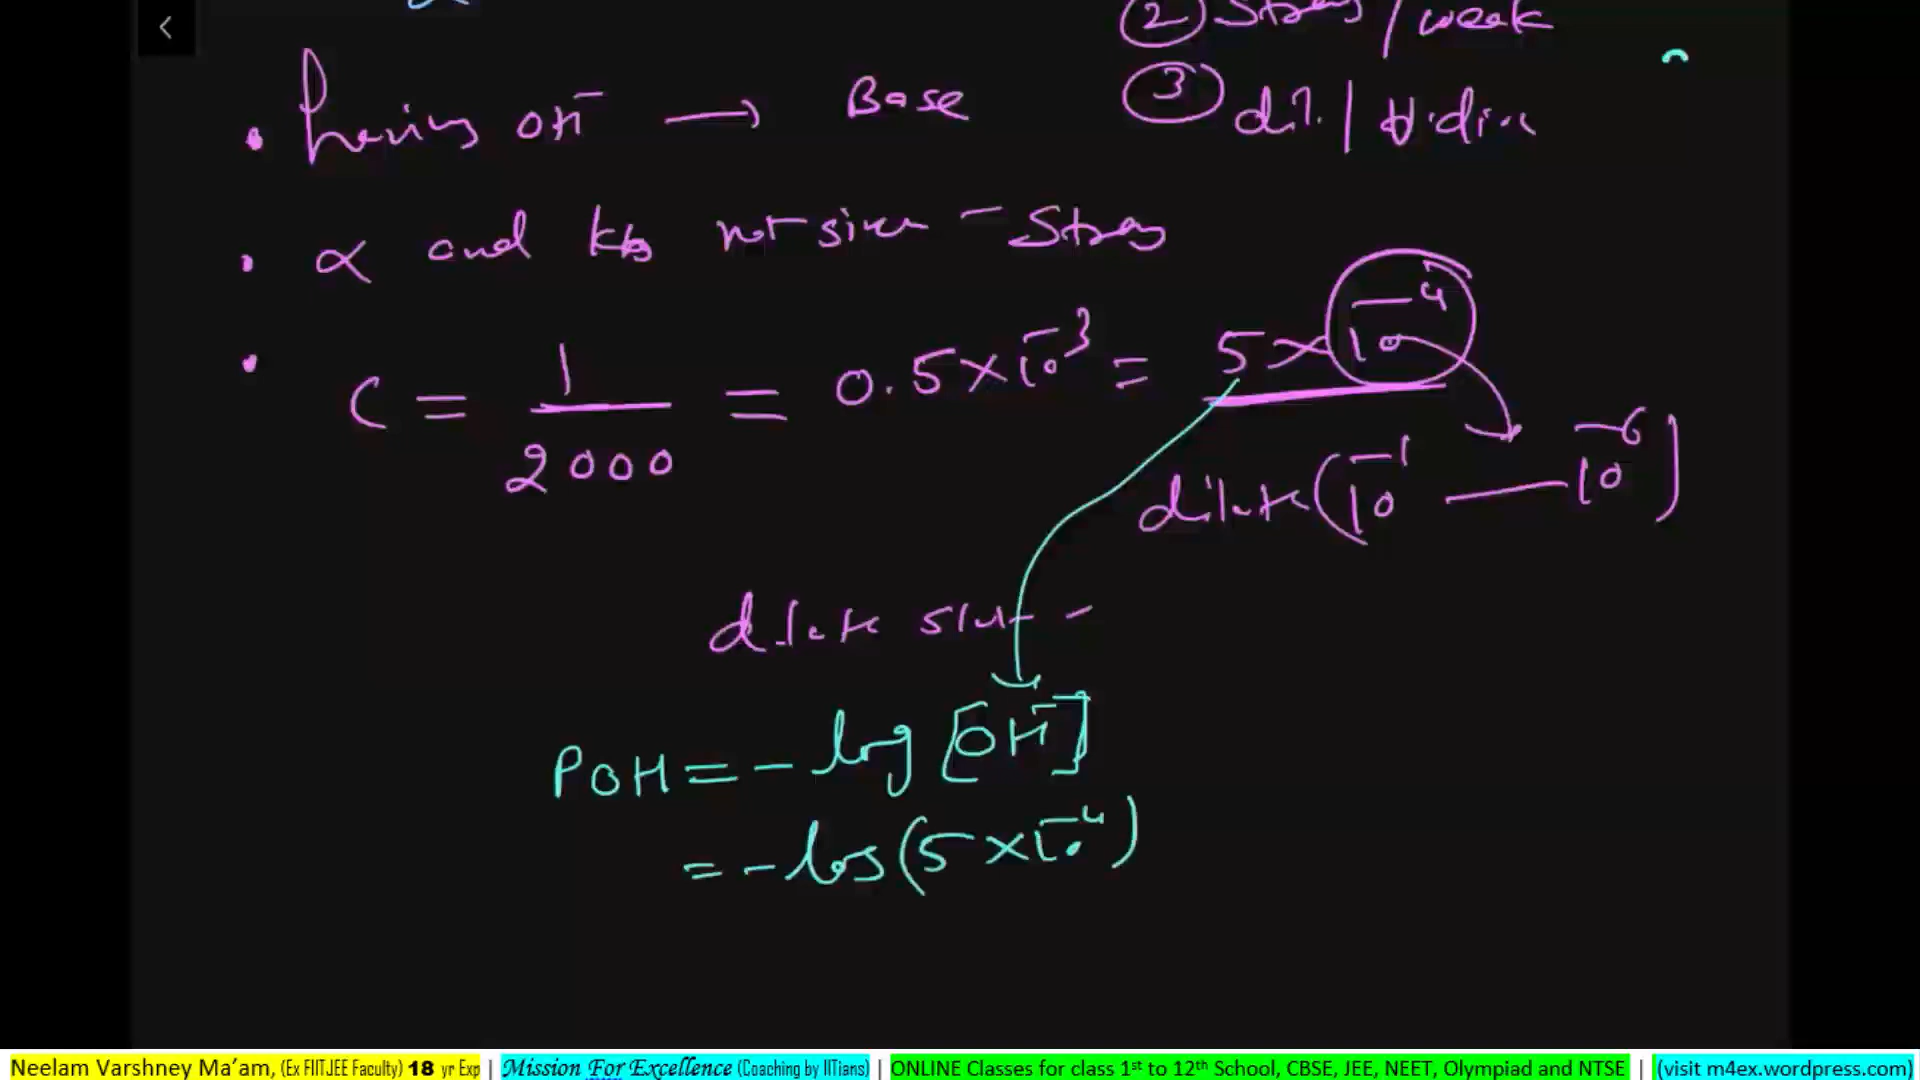 ② Strong / weak
• having OH⁻ → Base
③ dil. / v.dil
• α and kb not given - Strong
• C = 1/2000 = 0.5×10⁻³ = 5×10⁻⁴
dilute (10⁻¹ — 10⁻⁶)
dilute
POH = - log [OH⁻]
= - log (5×10⁻⁴)
Neelam Varshney Ma’am, (Ex FIITJEE Faculty) 18 yr Exp | Mission For Excellence (Coaching by IITians) | ONLINE Classes for class 1st to 12th School, CBSE, JEE, NEET, Olympiad and NTSE | (visit m4ex.wordpress.com)